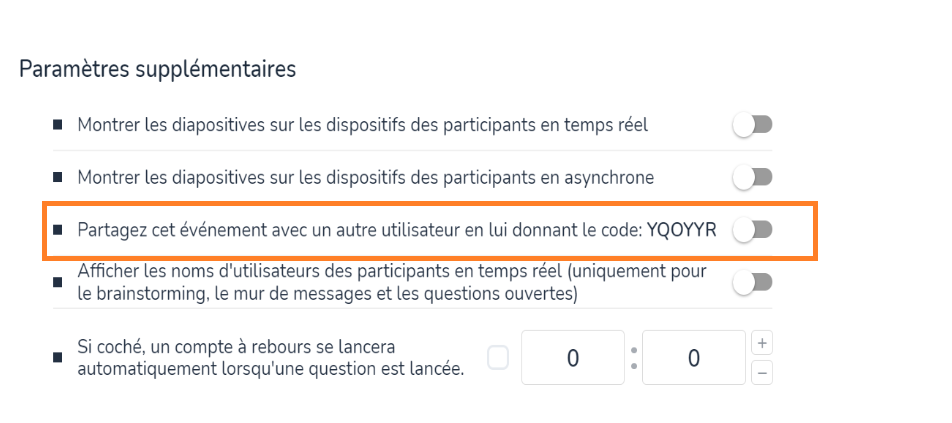 Paramètres supplémentaires
Montrer les diapositives sur les dispositifs des participants en temps réel
Montrer les diapositives sur les dispositifs des participants en asynchrone
Partagez cet événement avec un autre utilisateur en lui donnant le code: YQOYYR
Afficher les noms d'utilisateurs des participants en temps réel (uniquement pour
le brainstorming, le mur de messages et les questions ouvertes)
Si coché, un compte à rebours se lancera
automatiquement lorsqu'une question est lancée.
0 : 0
+
−